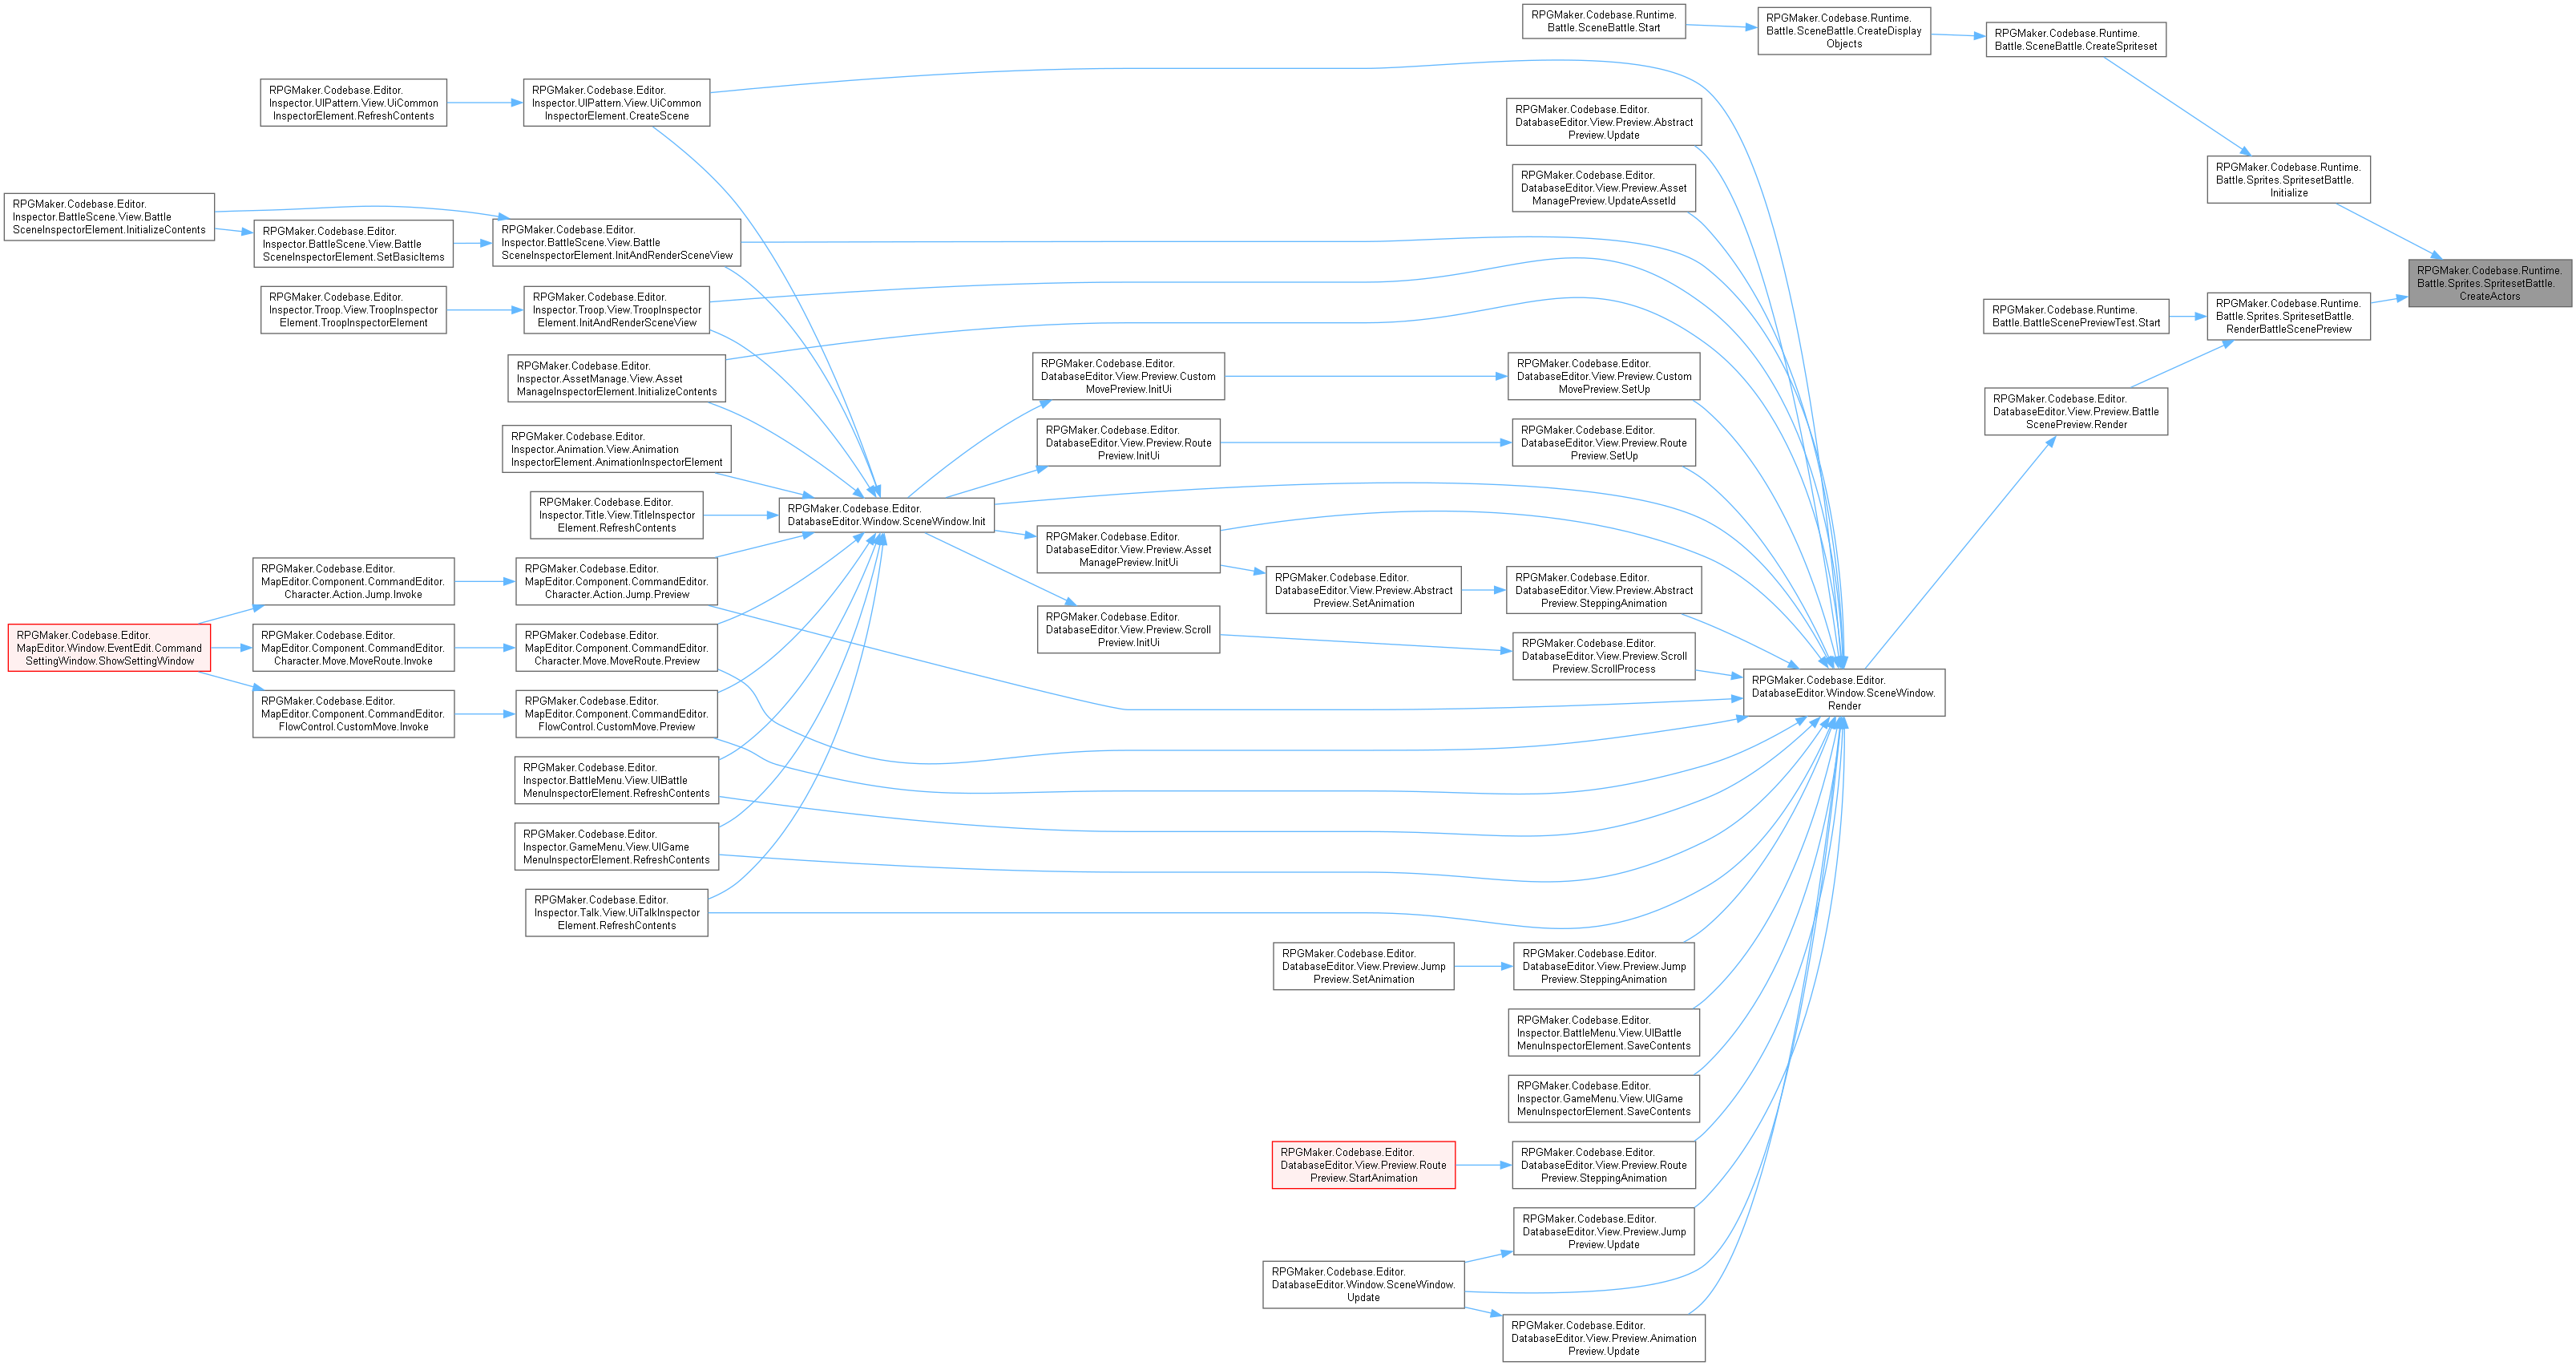 RPGMaker.Codebase.Runtime.
Battle.SceneBattle.Start
RPGMaker.Codebase.Runtime.
Battle.SceneBattle.CreateDisplay
Objects
RPGMaker.Codebase.Runtime.
Battle.SceneBattle.CreateSpriteset
RPGMaker.Codebase.Editor.
Inspector.UIPattern.View.UiCommon
InspectorElement.RefreshContents
RPGMaker.Codebase.Editor.
Inspector.UIPattern.View.UiCommon
InspectorElement.CreateScene
RPGMaker.Codebase.Editor.
DatabaseEditor.View.Preview.Abstract
Preview.Update
RPGMaker.Codebase.Runtime.
Battle.Sprites.SpritesetBattle.
Initialize
RPGMaker.Codebase.Editor.
DatabaseEditor.View.Preview.Asset
ManagePreview.UpdateAssetId
RPGMaker.Codebase.Editor.
Inspector.BattleScene.View.Battle
SceneInspectorElement.InitializeContents
RPGMaker.Codebase.Editor.
Inspector.BattleScene.View.Battle
SceneInspectorElement.SetBasicItems
RPGMaker.Codebase.Editor.
Inspector.BattleScene.View.Battle
SceneInspectorElement.InitAndRenderSceneView
RPGMaker.Codebase.Runtime.
Battle.Sprites.SpritesetBattle.
CreateActors
RPGMaker.Codebase.Editor.
Inspector.Troop.View.TroopInspector
Element.TroopInspectorElement
RPGMaker.Codebase.Editor.
Inspector.Troop.View.TroopInspector
Element.InitAndRenderSceneView
RPGMaker.Codebase.Runtime.
Battle.BattleScenePreviewTest.Start
RPGMaker.Codebase.Runtime.
Battle.Sprites.SpritesetBattle.
RenderBattleScenePreview
RPGMaker.Codebase.Editor.
Inspector.AssetManage.View.Asset
ManageInspectorElement.InitializeContents
RPGMaker.Codebase.Editor.
DatabaseEditor.View.Preview.Custom
MovePreview.InitUi
RPGMaker.Codebase.Editor.
DatabaseEditor.View.Preview.Custom
MovePreview.SetUp
RPGMaker.Codebase.Editor.
DatabaseEditor.View.Preview.Battle
ScenePreview.Render
RPGMaker.Codebase.Editor.
Inspector.Animation.View.Animation
InspectorElement.AnimationInspectorElement
RPGMaker.Codebase.Editor.
DatabaseEditor.View.Preview.Route
Preview.InitUi
RPGMaker.Codebase.Editor.
DatabaseEditor.View.Preview.Route
Preview.SetUp
RPGMaker.Codebase.Editor.
Inspector.Title.View.TitleInspector
Element.RefreshContents
RPGMaker.Codebase.Editor.
DatabaseEditor.Window.SceneWindow.Init
RPGMaker.Codebase.Editor.
DatabaseEditor.View.Preview.Asset
ManagePreview.InitUi
RPGMaker.Codebase.Editor.
MapEditor.Component.CommandEditor.
Character.Action.Jump.Invoke
RPGMaker.Codebase.Editor.
MapEditor.Component.CommandEditor.
Character.Action.Jump.Preview
RPGMaker.Codebase.Editor.
DatabaseEditor.View.Preview.Abstract
Preview.SetAnimation
RPGMaker.Codebase.Editor.
DatabaseEditor.View.Preview.Abstract
Preview.SteppingAnimation
RPGMaker.Codebase.Editor.
MapEditor.Window.EventEdit.Command
SettingWindow.ShowSettingWindow
RPGMaker.Codebase.Editor.
MapEditor.Component.CommandEditor.
Character.Move.MoveRoute.Invoke
RPGMaker.Codebase.Editor.
MapEditor.Component.CommandEditor.
Character.Move.MoveRoute.Preview
RPGMaker.Codebase.Editor.
DatabaseEditor.View.Preview.Scroll
Preview.InitUi
RPGMaker.Codebase.Editor.
DatabaseEditor.View.Preview.Scroll
Preview.ScrollProcess
RPGMaker.Codebase.Editor.
DatabaseEditor.Window.SceneWindow.
Render
RPGMaker.Codebase.Editor.
MapEditor.Component.CommandEditor.
FlowControl.CustomMove.Invoke
RPGMaker.Codebase.Editor.
MapEditor.Component.CommandEditor.
FlowControl.CustomMove.Preview
RPGMaker.Codebase.Editor.
Inspector.BattleMenu.View.UIBattle
MenuInspectorElement.RefreshContents
RPGMaker.Codebase.Editor.
Inspector.GameMenu.View.UIGame
MenuInspectorElement.RefreshContents
RPGMaker.Codebase.Editor.
Inspector.Talk.View.UiTalkInspector
Element.RefreshContents
RPGMaker.Codebase.Editor.
DatabaseEditor.View.Preview.Jump
Preview.SetAnimation
RPGMaker.Codebase.Editor.
DatabaseEditor.View.Preview.Jump
Preview.SteppingAnimation
RPGMaker.Codebase.Editor.
Inspector.BattleMenu.View.UIBattle
MenuInspectorElement.SaveContents
RPGMaker.Codebase.Editor.
Inspector.GameMenu.View.UIGame
MenuInspectorElement.SaveContents
RPGMaker.Codebase.Editor.
DatabaseEditor.View.Preview.Route
Preview.StartAnimation
RPGMaker.Codebase.Editor.
DatabaseEditor.View.Preview.Route
Preview.SteppingAnimation
RPGMaker.Codebase.Editor.
DatabaseEditor.View.Preview.Jump
Preview.Update
RPGMaker.Codebase.Editor.
DatabaseEditor.Window.SceneWindow.
Update
RPGMaker.Codebase.Editor.
DatabaseEditor.View.Preview.Animation
Preview.Update